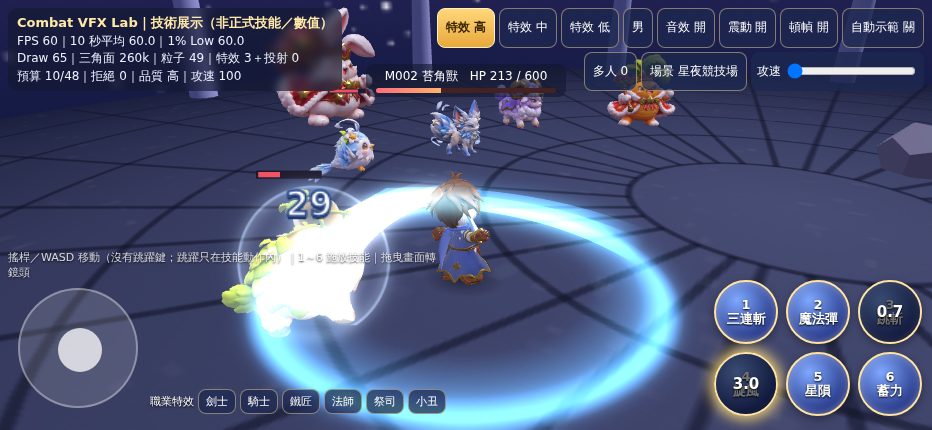 Combat VFX Lab｜技術展示（非正式技能／數值）
FPS 60｜10 秒平均 60.0｜1% Low 60.0
Draw 65｜三角面 260k｜粒子 49｜特效 3＋投射 0
預算 10/48｜拒絕 0｜品質 高｜攻速 100
特效 高
特效 中
特效 低
男
音效 開
震動 開
頓幀 開
自動示範 關
多人 0
場景 星夜競技場
攻速
M002 苔角獸 HP 213 / 600
29
搖桿／WASD 移動（沒有跳躍鍵；跳躍只在技能動作內）｜1～6 施放技能｜拖曳畫面轉
鏡頭
1
三連斬
2
魔法彈
3
0.7
跳斬
4
3.0
旋風
5
星隕
6
蓄力
職業特效
劍士
騎士
鐵匠
法師
祭司
小丑